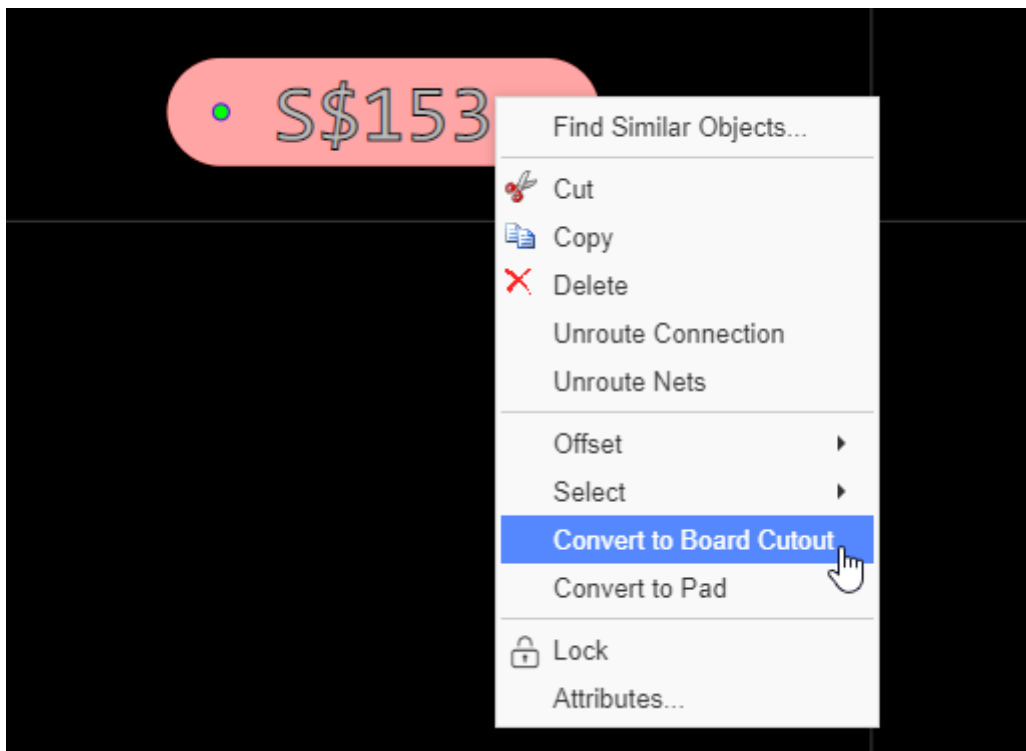 S$153
Find Similar Objects...
Cut
Copy
Delete
Unroute Connection
Unroute Nets
Offset
Select
Convert to Board Cutout
Convert to Pad
Lock
Attributes...